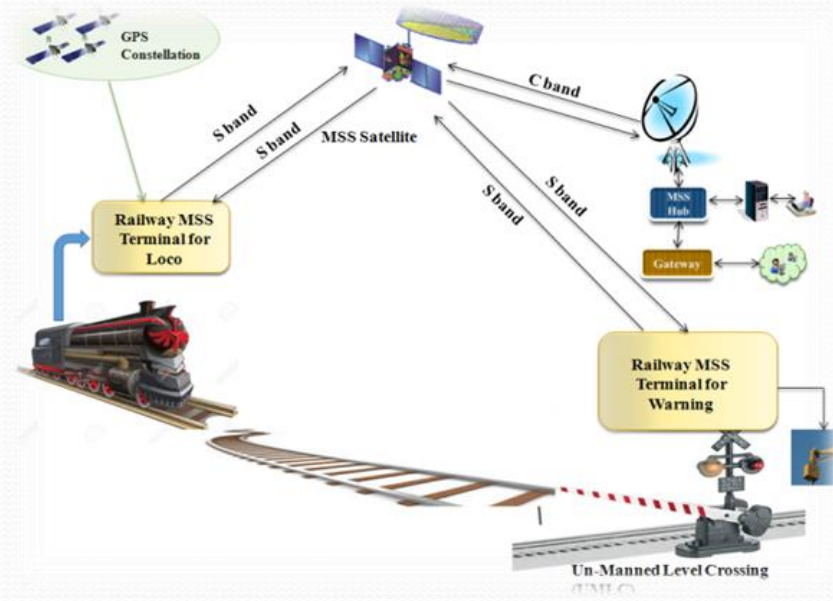 GPS
Constellation
S band
S band
MSS Satellite
C band
Railway MSS
Terminal for
Loco
S band
S band
MSS
Hub
Gateway
Railway MSS
Terminal for
Warning
Un-Manned Level Crossing
(UMLC)